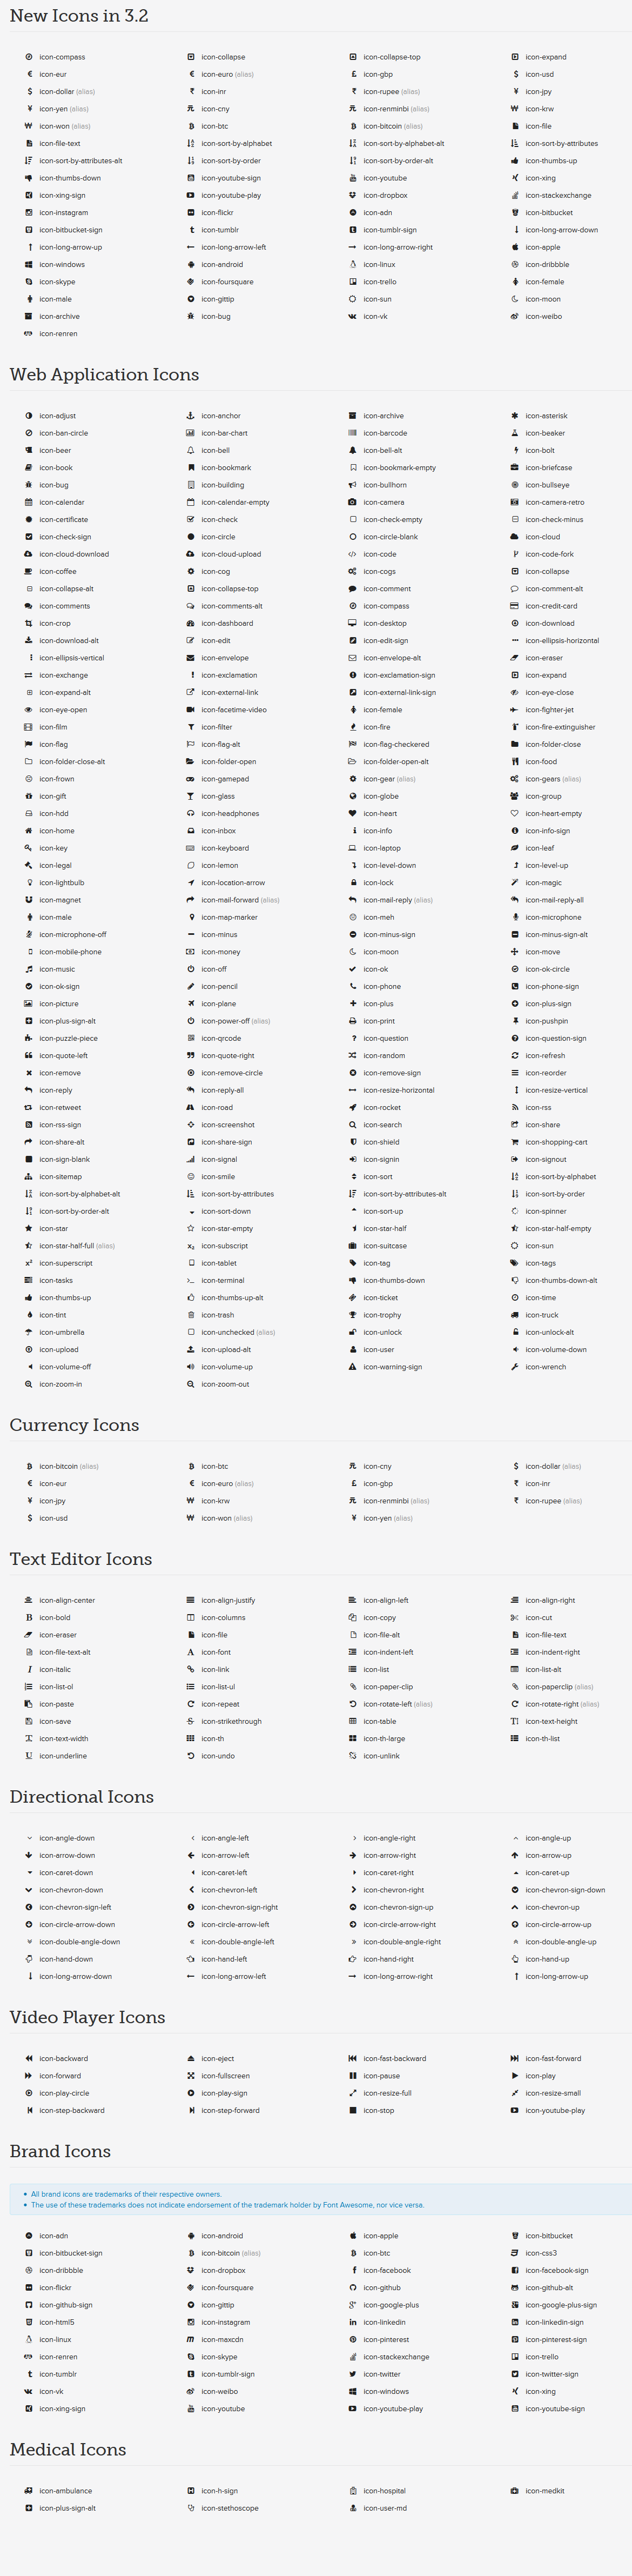 New Icons in 3.2
icon-compass icon-collapse icon-collapse-top icon-expand
icon-eur icon-euro (alias) icon-gbp icon-usd
icon-dollar (alias) icon-inr icon-rupee (alias) icon-jpy
icon-yen (alias) icon-cny icon-renminbi (alias) icon-krw
icon-won (alias) icon-btc icon-bitcoin (alias) icon-file
icon-file-text icon-sort-by-alphabet icon-sort-by-alphabet-alt icon-sort-by-attributes
icon-sort-by-attributes-alt icon-sort-by-order icon-sort-by-order-alt icon-thumbs-up
icon-thumbs-down icon-youtube-sign icon-youtube icon-xing
icon-xing-sign icon-youtube-play icon-dropbox icon-stackexchange
icon-instagram icon-flickr icon-adn icon-bitbucket
icon-bitbucket-sign icon-tumblr icon-tumblr-sign icon-long-arrow-down
icon-long-arrow-up icon-long-arrow-left icon-long-arrow-right icon-apple
icon-windows icon-android icon-linux icon-dribbble
icon-skype icon-foursquare icon-trello icon-female
icon-male icon-gittip icon-sun icon-moon
icon-archive icon-bug icon-vk icon-weibo
icon-renren
Web Application Icons
icon-adjust icon-anchor icon-archive icon-asterisk
icon-ban-circle icon-bar-chart icon-barcode icon-beaker
icon-beer icon-bell icon-bell-alt icon-bolt
icon-book icon-bookmark icon-bookmark-empty icon-briefcase
icon-bug icon-building icon-bullhorn icon-bullseye
icon-calendar icon-calendar-empty icon-camera icon-camera-retro
icon-certificate icon-check icon-check-empty icon-check-minus
icon-check-sign icon-circle icon-circle-blank icon-cloud
icon-cloud-download icon-cloud-upload icon-code icon-code-fork
icon-coffee icon-cog icon-cogs icon-collapse
icon-collapse-alt icon-collapse-top icon-comment icon-comment-alt
icon-comments icon-comments-alt icon-compass icon-credit-card
icon-crop icon-dashboard icon-desktop icon-download
icon-download-alt icon-edit icon-edit-sign icon-ellipsis-horizontal
icon-ellipsis-vertical icon-envelope icon-envelope-alt icon-eraser
icon-exchange icon-exclamation icon-exclamation-sign icon-expand
icon-expand-alt icon-external-link icon-external-link-sign icon-eye-close
icon-eye-open icon-facetime-video icon-female icon-fighter-jet
icon-film icon-filter icon-fire icon-fire-extinguisher
icon-flag icon-flag-alt icon-flag-checkered icon-folder-close
icon-folder-close-alt icon-folder-open icon-folder-open-alt icon-food
icon-frown icon-gamepad icon-gear (alias) icon-gears (alias)
icon-gift icon-glass icon-globe icon-group
icon-hdd icon-headphones icon-heart icon-heart-empty
icon-home icon-inbox icon-info icon-info-sign
icon-key icon-keyboard icon-laptop icon-leaf
icon-legal icon-lemon icon-level-down icon-level-up
icon-lightbulb icon-location-arrow icon-lock icon-magic
icon-magnet icon-mail-forward (alias) icon-mail-reply (alias) icon-mail-reply-all
icon-male icon-map-marker icon-meh icon-microphone
icon-microphone-off icon-minus icon-minus-sign icon-minus-sign-alt
icon-mobile-phone icon-money icon-moon icon-move
icon-music icon-off icon-ok icon-ok-circle
icon-ok-sign icon-pencil icon-phone icon-phone-sign
icon-picture icon-plane icon-plus icon-plus-sign
icon-plus-sign-alt icon-power-off (alias) icon-print icon-pushpin
icon-puzzle-piece icon-qrcode icon-question icon-question-sign
icon-quote-left icon-quote-right icon-random icon-refresh
icon-remove icon-remove-circle icon-remove-sign icon-reorder
icon-reply icon-reply-all icon-resize-horizontal icon-resize-vertical
icon-retweet icon-road icon-rocket icon-rss
icon-rss-sign icon-screenshot icon-search icon-share
icon-share-alt icon-share-sign icon-shield icon-shopping-cart
icon-sign-blank icon-signal icon-signin icon-signout
icon-sitemap icon-smile icon-sort icon-sort-by-alphabet
icon-sort-by-alphabet-alt icon-sort-by-attributes icon-sort-by-attributes-alt icon-sort-by-order
icon-sort-by-order-alt icon-sort-down icon-sort-up icon-spinner
icon-star icon-star-empty icon-star-half icon-star-half-empty
icon-star-half-full (alias) icon-subscript icon-suitcase icon-sun
icon-superscript icon-tablet icon-tag icon-tags
icon-tasks icon-terminal icon-thumbs-down icon-thumbs-down-alt
icon-thumbs-up icon-thumbs-up-alt icon-ticket icon-time
icon-tint icon-trash icon-trophy icon-truck
icon-umbrella icon-unchecked (alias) icon-unlock icon-unlock-alt
icon-upload icon-upload-alt icon-user icon-volume-down
icon-volume-off icon-volume-up icon-warning-sign icon-wrench
icon-zoom-in icon-zoom-out
Currency Icons
icon-bitcoin (alias) icon-btc icon-cny icon-dollar (alias)
icon-eur icon-euro (alias) icon-gbp icon-inr
icon-jpy icon-krw icon-renminbi (alias) icon-rupee (alias)
icon-usd icon-won (alias) icon-yen (alias)
Text Editor Icons
icon-align-center icon-align-justify icon-align-left icon-align-right
icon-bold icon-columns icon-copy icon-cut
icon-eraser icon-file icon-file-alt icon-file-text
icon-file-text-alt icon-font icon-indent-left icon-indent-right
icon-italic icon-link icon-list icon-list-alt
icon-list-ol icon-list-ul icon-paper-clip icon-paperclip (alias)
icon-paste icon-repeat icon-rotate-left (alias) icon-rotate-right (alias)
icon-save icon-strikethrough icon-table icon-text-height
icon-text-width icon-th icon-th-large icon-th-list
icon-underline icon-undo icon-unlink
Directional Icons
icon-angle-down icon-angle-left icon-angle-right icon-angle-up
icon-arrow-down icon-arrow-left icon-arrow-right icon-arrow-up
icon-caret-down icon-caret-left icon-caret-right icon-caret-up
icon-chevron-down icon-chevron-left icon-chevron-right icon-chevron-sign-down
icon-chevron-sign-left icon-chevron-sign-right icon-chevron-sign-up icon-chevron-up
icon-circle-arrow-down icon-circle-arrow-left icon-circle-arrow-right icon-circle-arrow-up
icon-double-angle-down icon-double-angle-left icon-double-angle-right icon-double-angle-up
icon-hand-down icon-hand-left icon-hand-right icon-hand-up
icon-long-arrow-down icon-long-arrow-left icon-long-arrow-right icon-long-arrow-up
Video Player Icons
icon-backward icon-eject icon-fast-backward icon-fast-forward
icon-forward icon-fullscreen icon-pause icon-play
icon-play-circle icon-play-sign icon-resize-full icon-resize-small
icon-step-backward icon-step-forward icon-stop icon-youtube-play
Brand Icons
All brand icons are trademarks of their respective owners.
The use of these trademarks does not indicate endorsement of the trademark holder by Font Awesome, nor vice versa.
icon-adn icon-android icon-apple icon-bitbucket
icon-bitbucket-sign icon-bitcoin (alias) icon-btc icon-css3
icon-dribbble icon-dropbox icon-facebook icon-facebook-sign
icon-flickr icon-foursquare icon-github icon-github-alt
icon-github-sign icon-gittip icon-google-plus icon-google-plus-sign
icon-html5 icon-instagram icon-linkedin icon-linkedin-sign
icon-linux icon-maxcdn icon-pinterest icon-pinterest-sign
icon-renren icon-skype icon-stackexchange icon-trello
icon-tumblr icon-tumblr-sign icon-twitter icon-twitter-sign
icon-vk icon-weibo icon-windows icon-xing
icon-xing-sign icon-youtube icon-youtube-play icon-youtube-sign
Medical Icons
icon-ambulance icon-h-sign icon-hospital icon-medkit
icon-plus-sign-alt icon-stethoscope icon-user-md